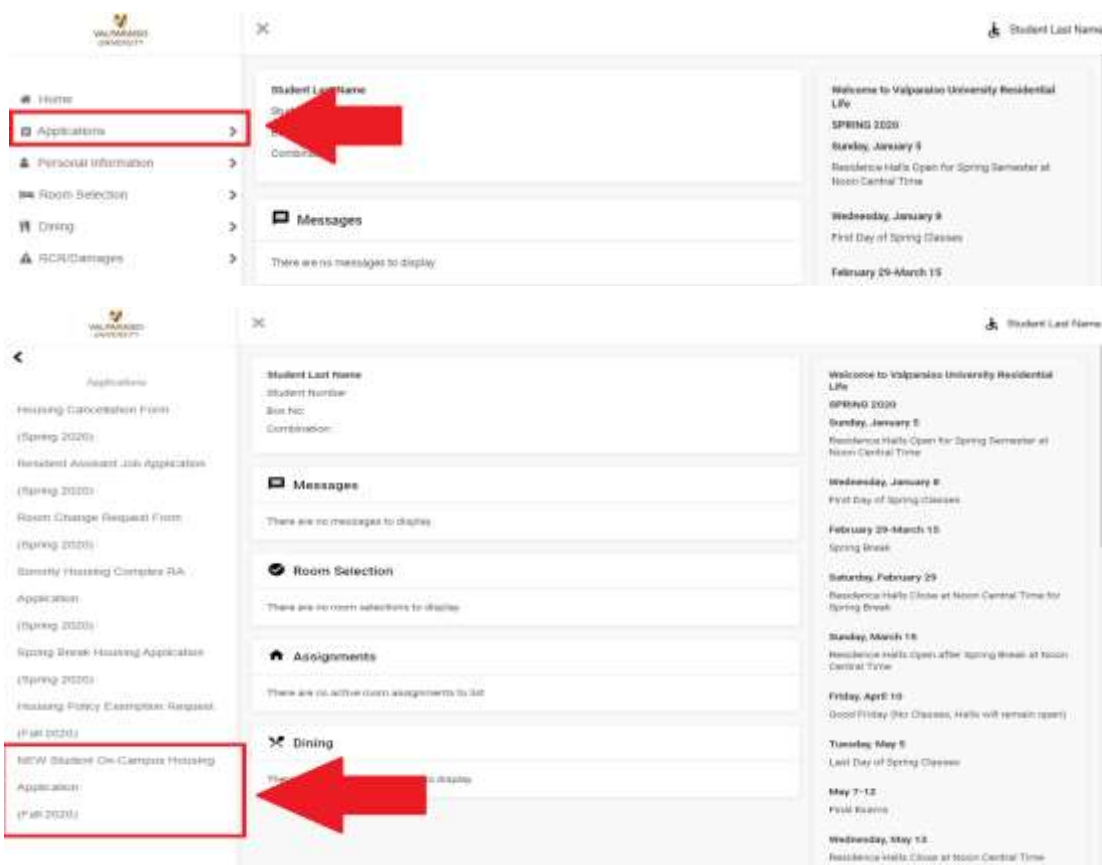 VALPARAISO
UNIVERSITY
Student Last Name
Home
Applications
Personal Information
Room Selection
Dining
RCR/Damages
Student Last Name
Messages
There are no messages to display
Welcome to Valparaiso University Residential
Life
SPRING 2020
Sunday, January 5
Residence Halls Open for Spring Semester at
Noon Central Time
Wednesday, January 8
First Day of Spring Classes
February 29-March 15
VALPARAISO
UNIVERSITY
Student Last Name
Applications
Housing Cancellation Form
(Spring 2020)
Resident Assistant Job Application
(Spring 2020)
Room Change Request Form
(Spring 2020)
Sorority Housing Complex RA
Application
(Spring 2020)
Spring Break Housing Application
(Spring 2020)
Housing Policy Exemption Request
(Fall 2020)
NEW Student On-Campus Housing
Application
(Fall 2020)
Student Last Name
Student Number
Box No:
Combination:
Messages
There are no messages to display
Room Selection
There are no room selections to display
Assignments
There are no active room assignments to list
Dining
to display
Welcome to Valparaiso University Residential
Life
SPRING 2020
Sunday, January 5
Residence Halls Open for Spring Semester at
Noon Central Time
Wednesday, January 8
First Day of Spring Classes
February 29-March 15
Spring Break
Saturday, February 29
Residence Halls Close at Noon Central Time for
Spring Break
Sunday, March 15
Residence Halls Open after Spring Break at Noon
Central Time
Friday, April 10
Good Friday (No Classes, Halls will remain open)
Tuesday, May 5
Last Day of Spring Classes
May 7-12
Final Exams
Wednesday, May 13
Residence Halls Close at Noon Central Time